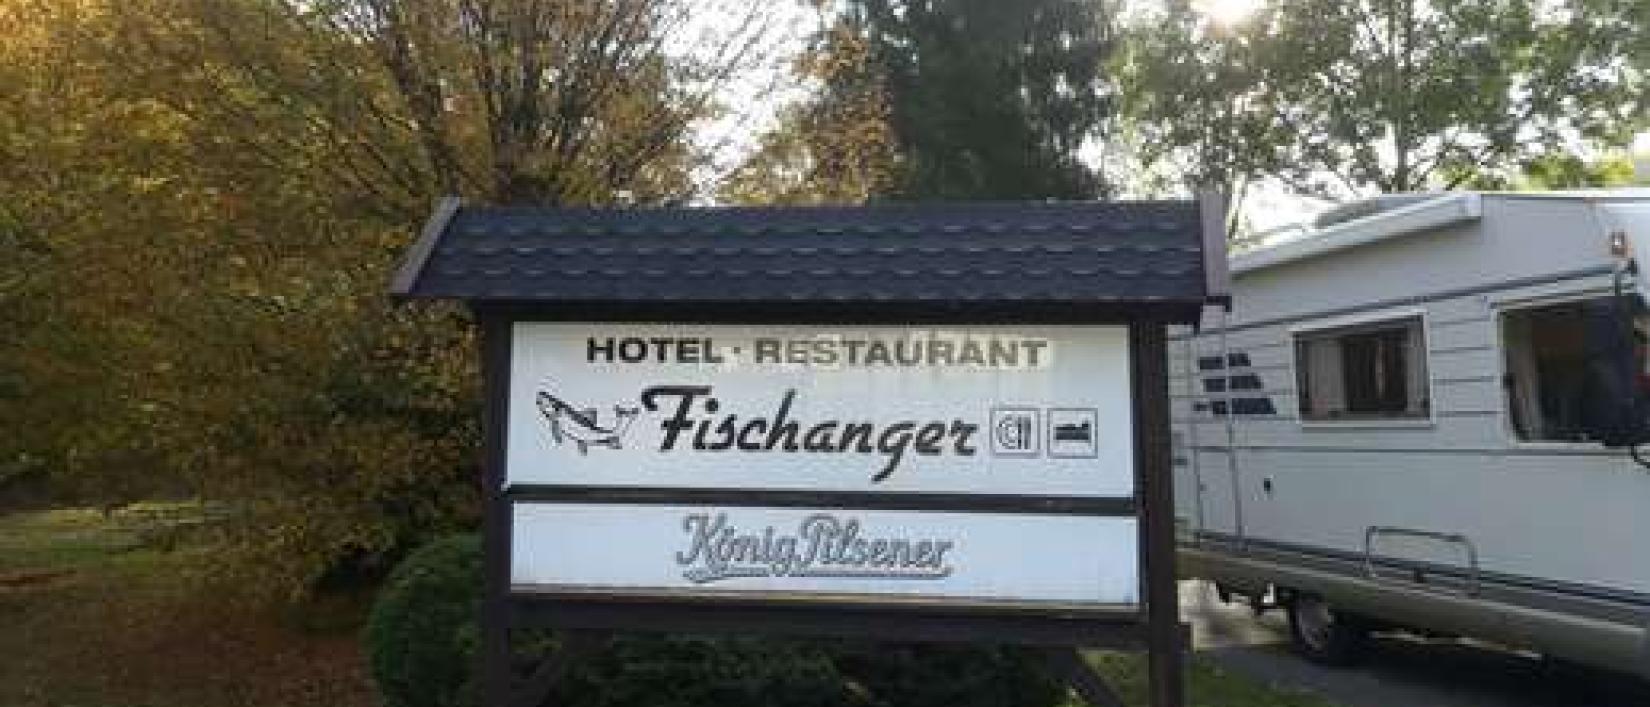 HOTEL · RESTAURANT
Fischanger
König Pilsener